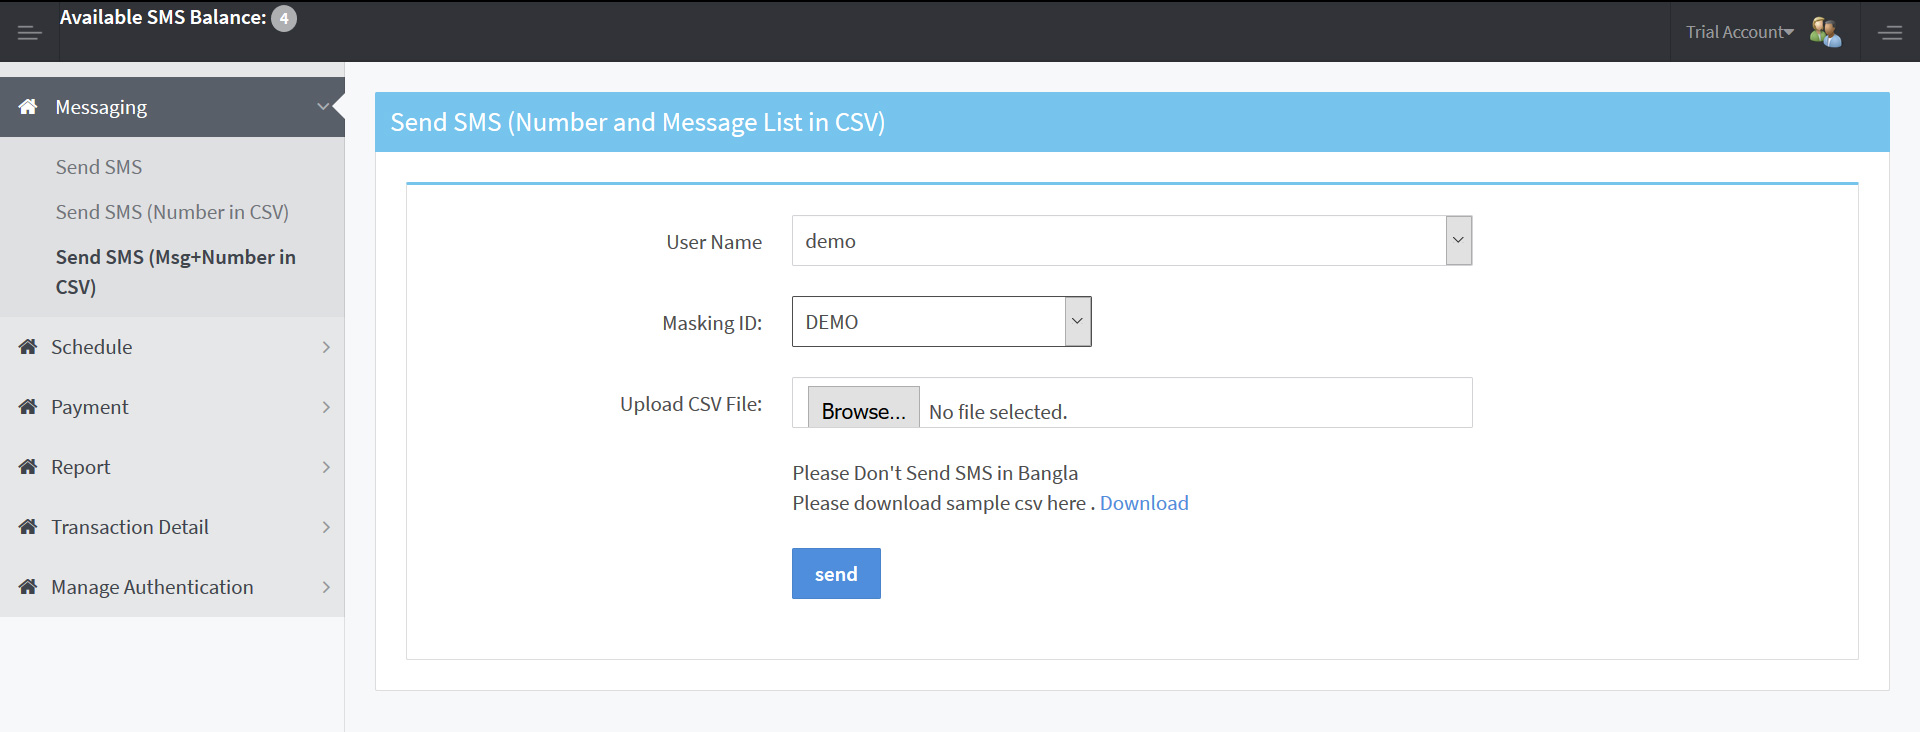 Available SMS Balance: 4
Trial Account
Messaging
Send SMS
Send SMS (Number in CSV)
Send SMS (Msg+Number in
CSV)
Schedule
Payment
Report
Transaction Detail
Manage Authentication
Send SMS (Number and Message List in CSV)
User Name
demo
Masking ID:
DEMO
Upload CSV File:
Browse... No file selected.
Please Don't Send SMS in Bangla
Please download sample csv here . Download
send